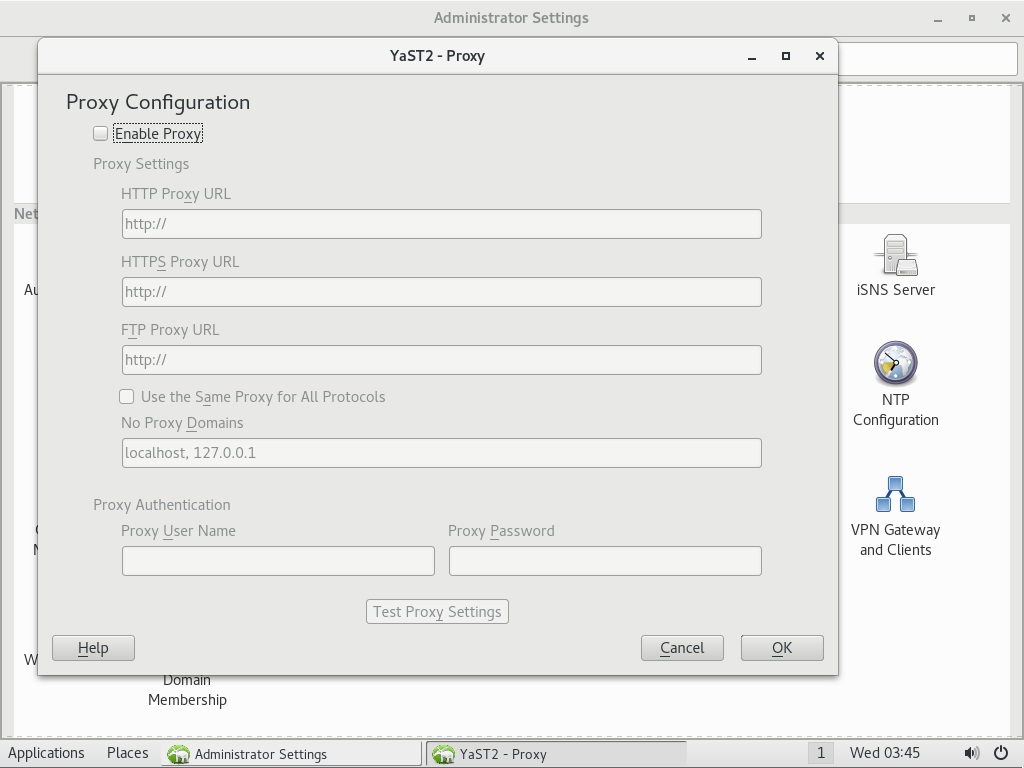 Administrator Settings
YaST2 - Proxy
Proxy Configuration
Enable Proxy
Proxy Settings
HTTP Proxy URL
http://
HTTPS Proxy URL
http://
FTP Proxy URL
http://
Use the Same Proxy for All Protocols
No Proxy Domains
localhost, 127.0.0.1
Proxy Authentication
Proxy User Name
Proxy Password
Test Proxy Settings
Help
Cancel
OK
Net
iSNS Server
NTP
Configuration
VPN Gateway
and Clients
Domain
Membership
Applications
Places
Administrator Settings
YaST2 - Proxy
1
Wed 03:45